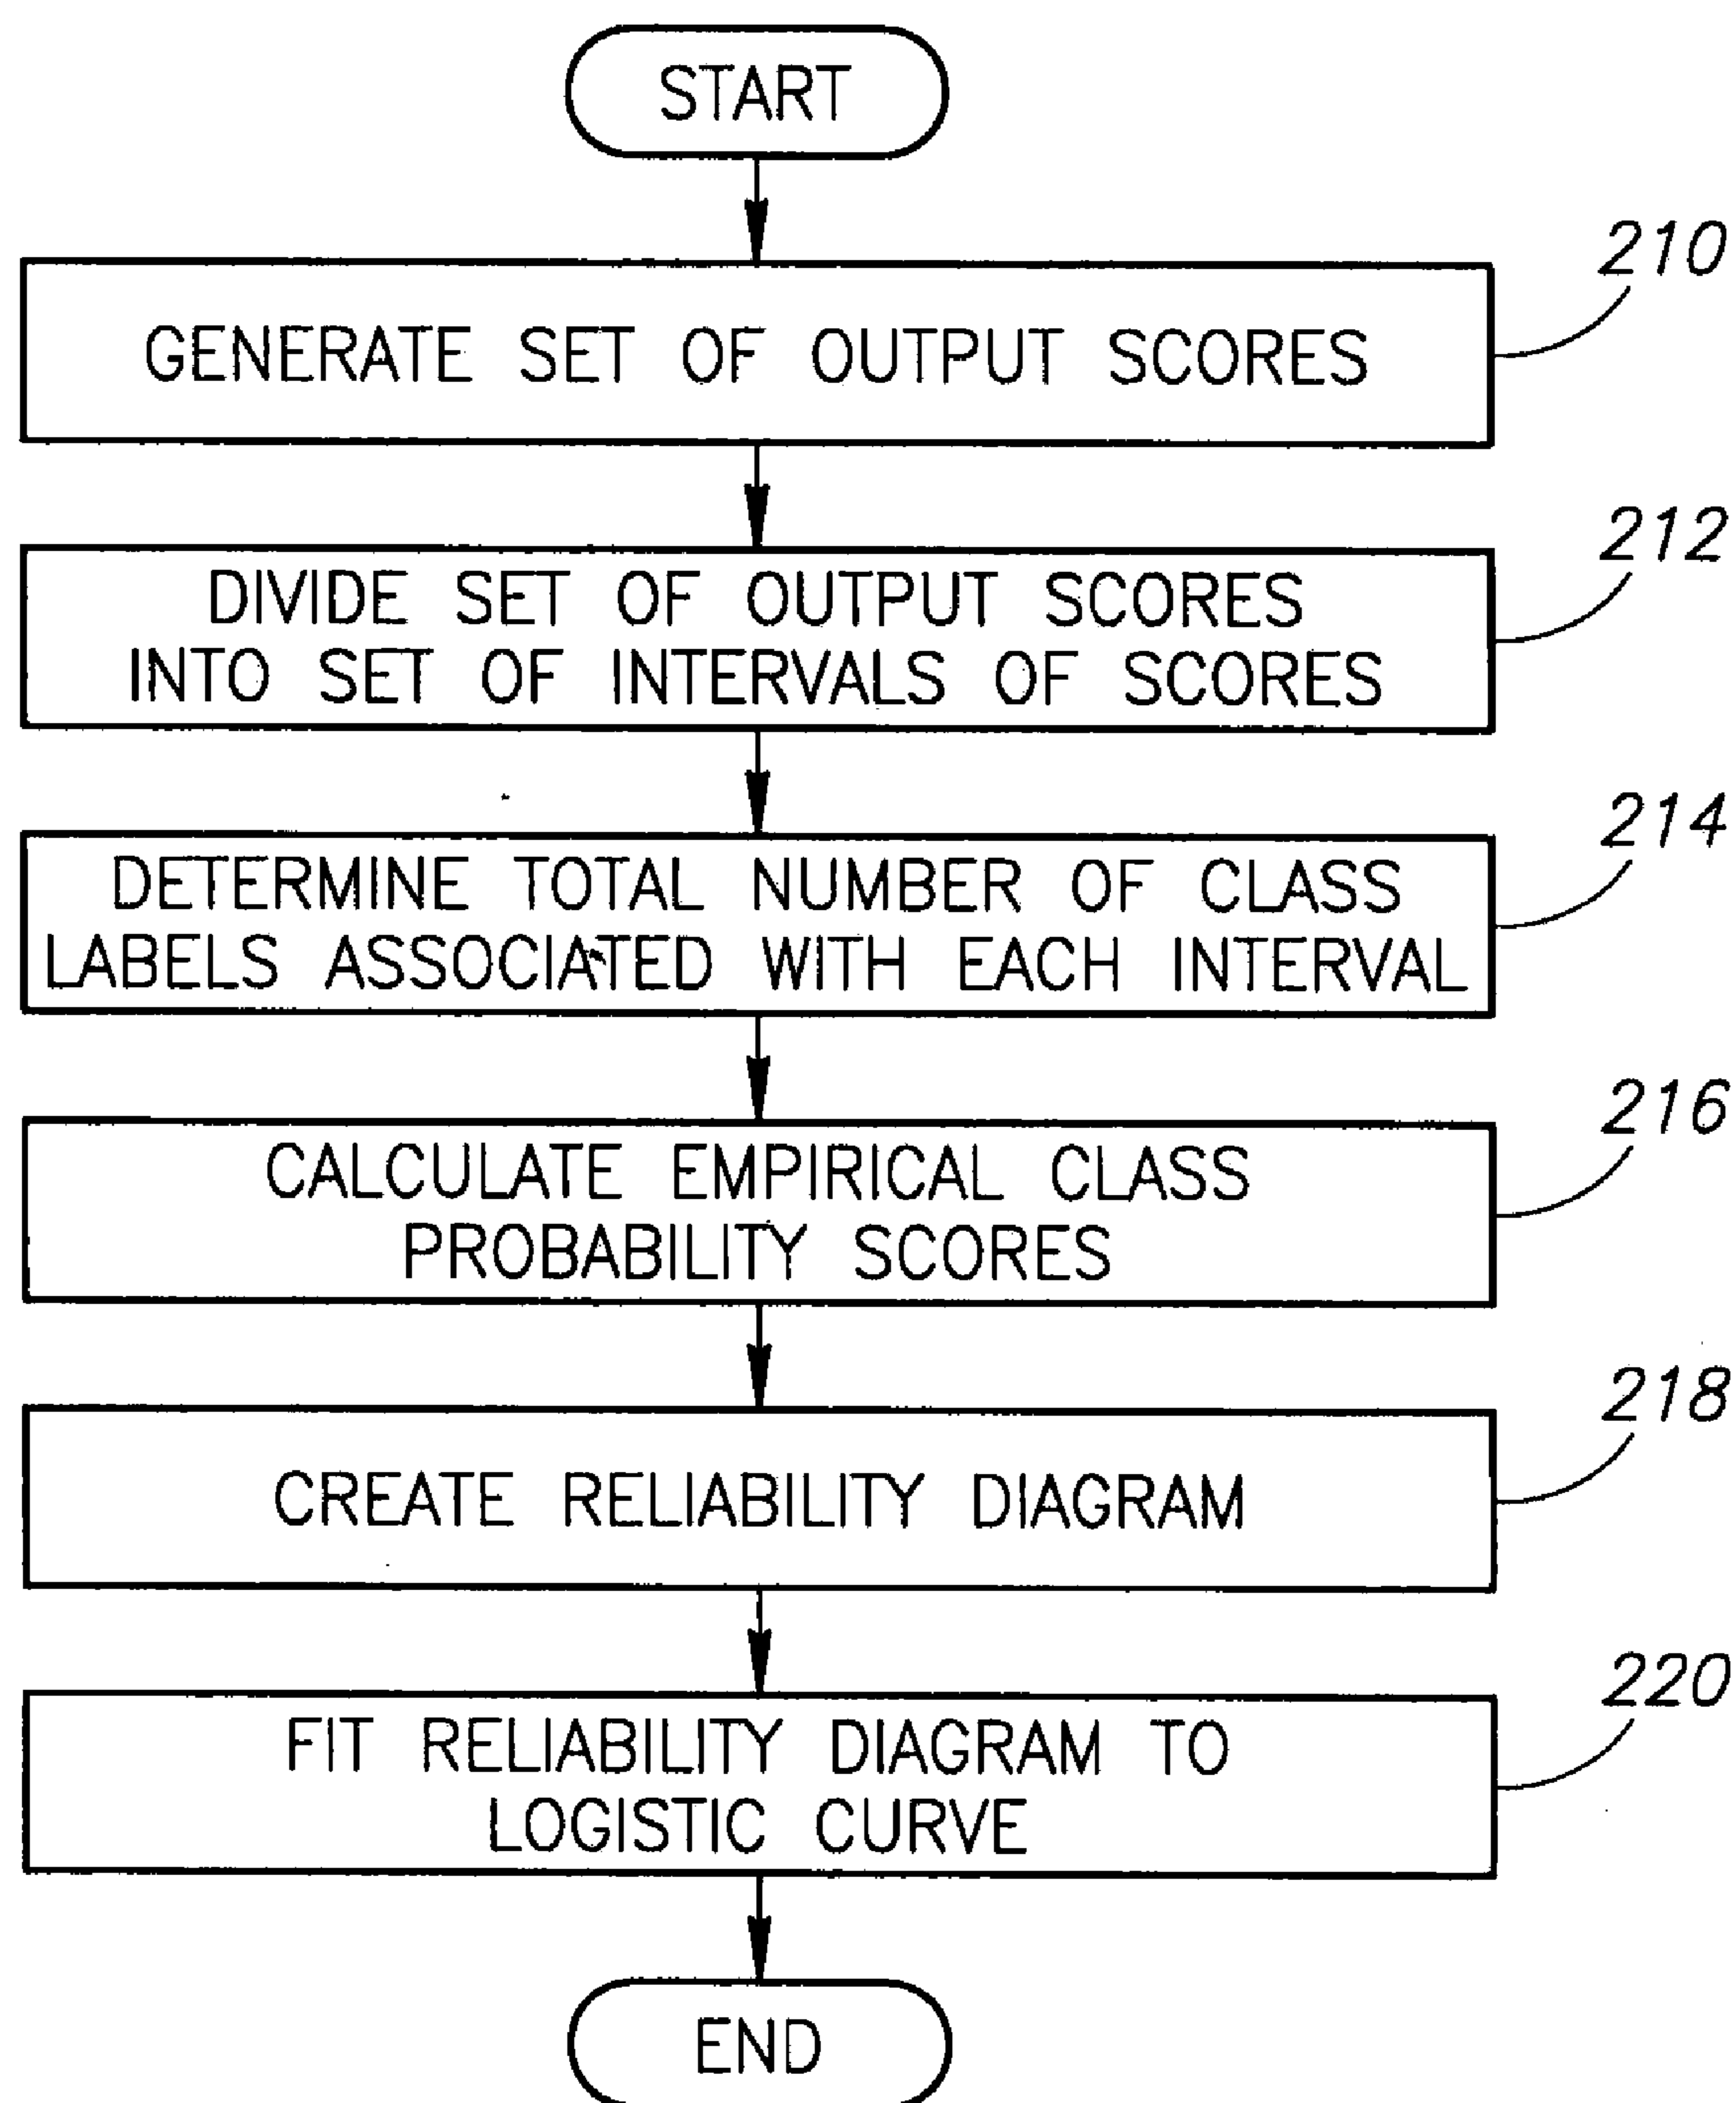 START
210
GENERATE SET OF OUTPUT SCORES
212
DIVIDE SET OF OUTPUT SCORES
INTO SET OF INTERVALS OF SCORES
214
DETERMINE TOTAL NUMBER OF CLASS
LABELS ASSOCIATED WITH EACH INTERVAL
216
CALCULATE EMPIRICAL CLASS
PROBABILITY SCORES
218
CREATE RELIABILITY DIAGRAM
220
FIT RELIABILITY DIAGRAM TO
LOGISTIC CURVE
END